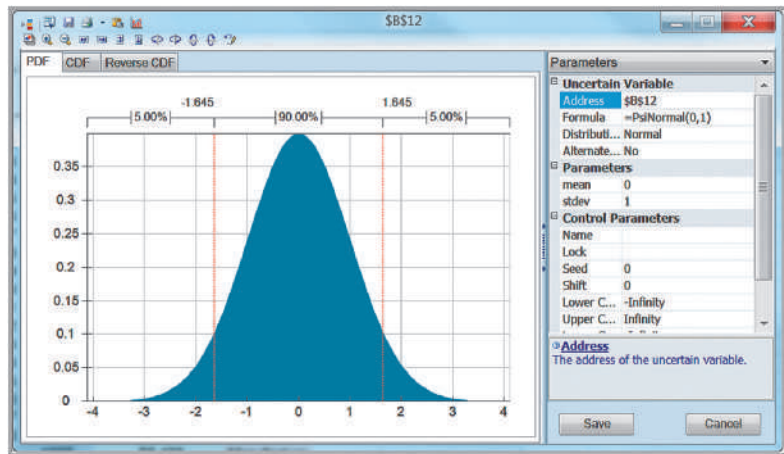 $B$12
PDF CDF Reverse CDF
-1.645 1.645
5.00% 90.00% 5.00%
0.35
0.3
0.25
0.2
0.15
0.1
0.05
0
-4 -3 -2 -1 0 1 2 3 4
Parameters
Uncertain Variable
Address $B$12
Formula =PsiNormal(0,1)
Distributi... Normal
Alternate... No
Parameters
mean 0
stdev 1
Control Parameters
Name
Lock
Seed 0
Shift 0
Lower C... -Infinity
Upper C... Infinity
Address
The address of the uncertain variable.
Save Cancel